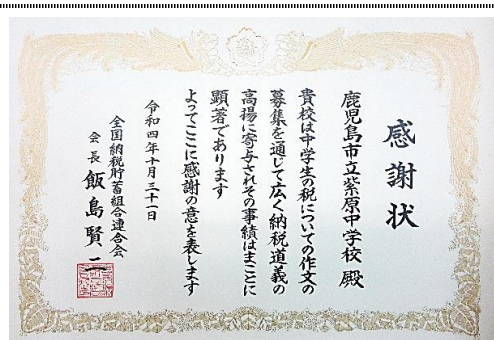 感謝状
鹿児島市立紫原中学校 殿
貴校は中学生の税についての作文の
募集を通じて広く納税道義の
高揚に寄与されその事績はまことに
顕著であります
よってここに感謝の意を表します
令和四年十月三十一日
全国納税貯蓄組合連合会
会長 飯島賢二